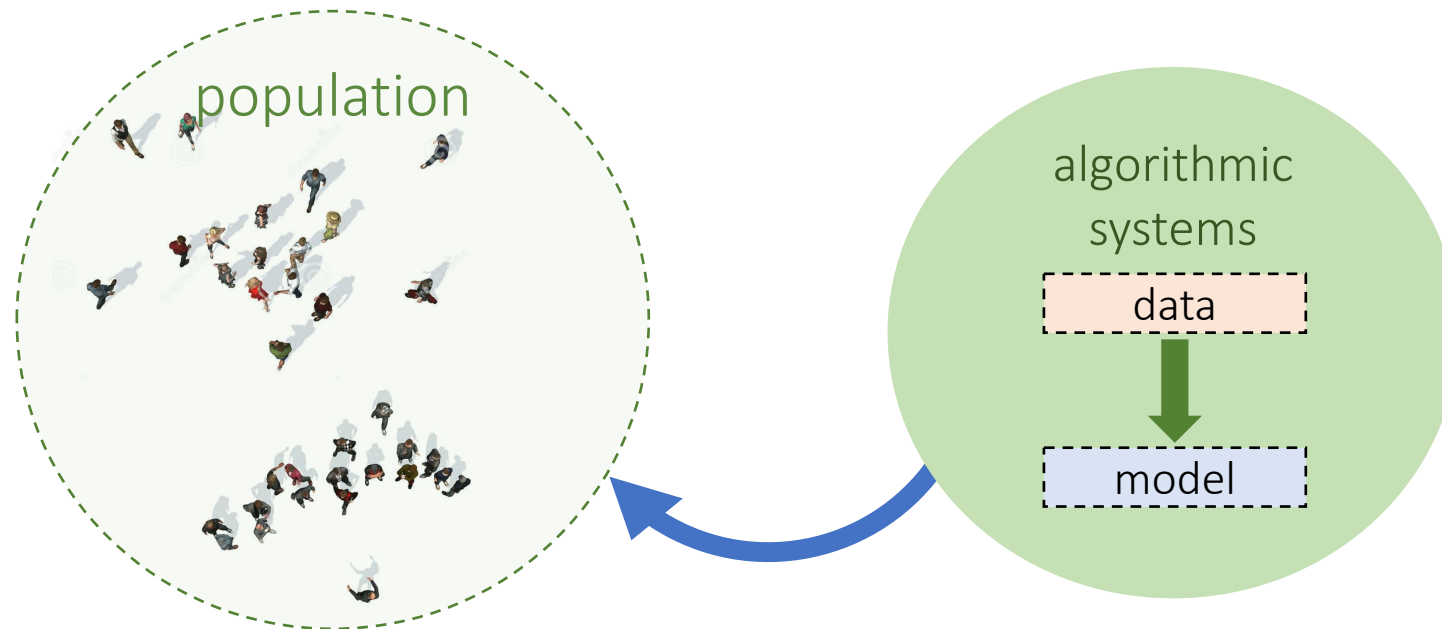 population
algorithmic
systems
data
model